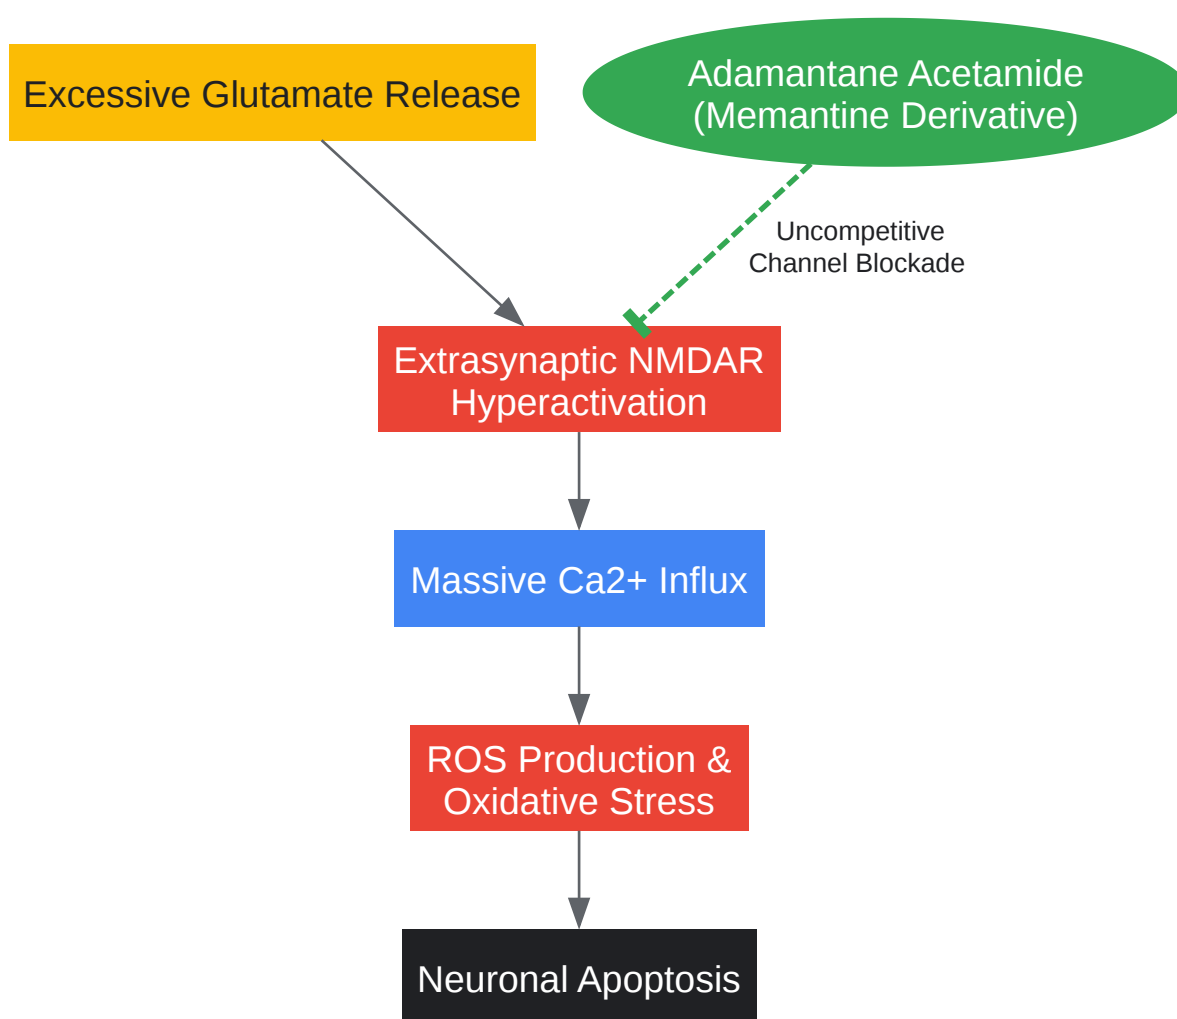 Excessive Glutamate Release
Adamantane Acetamide
(Memantine Derivative)
Uncompetitive
Channel Blockade
Extrasynaptic NMDAR
Hyperactivation
Massive Ca2+ Influx
ROS Production &
Oxidative Stress
Neuronal Apoptosis